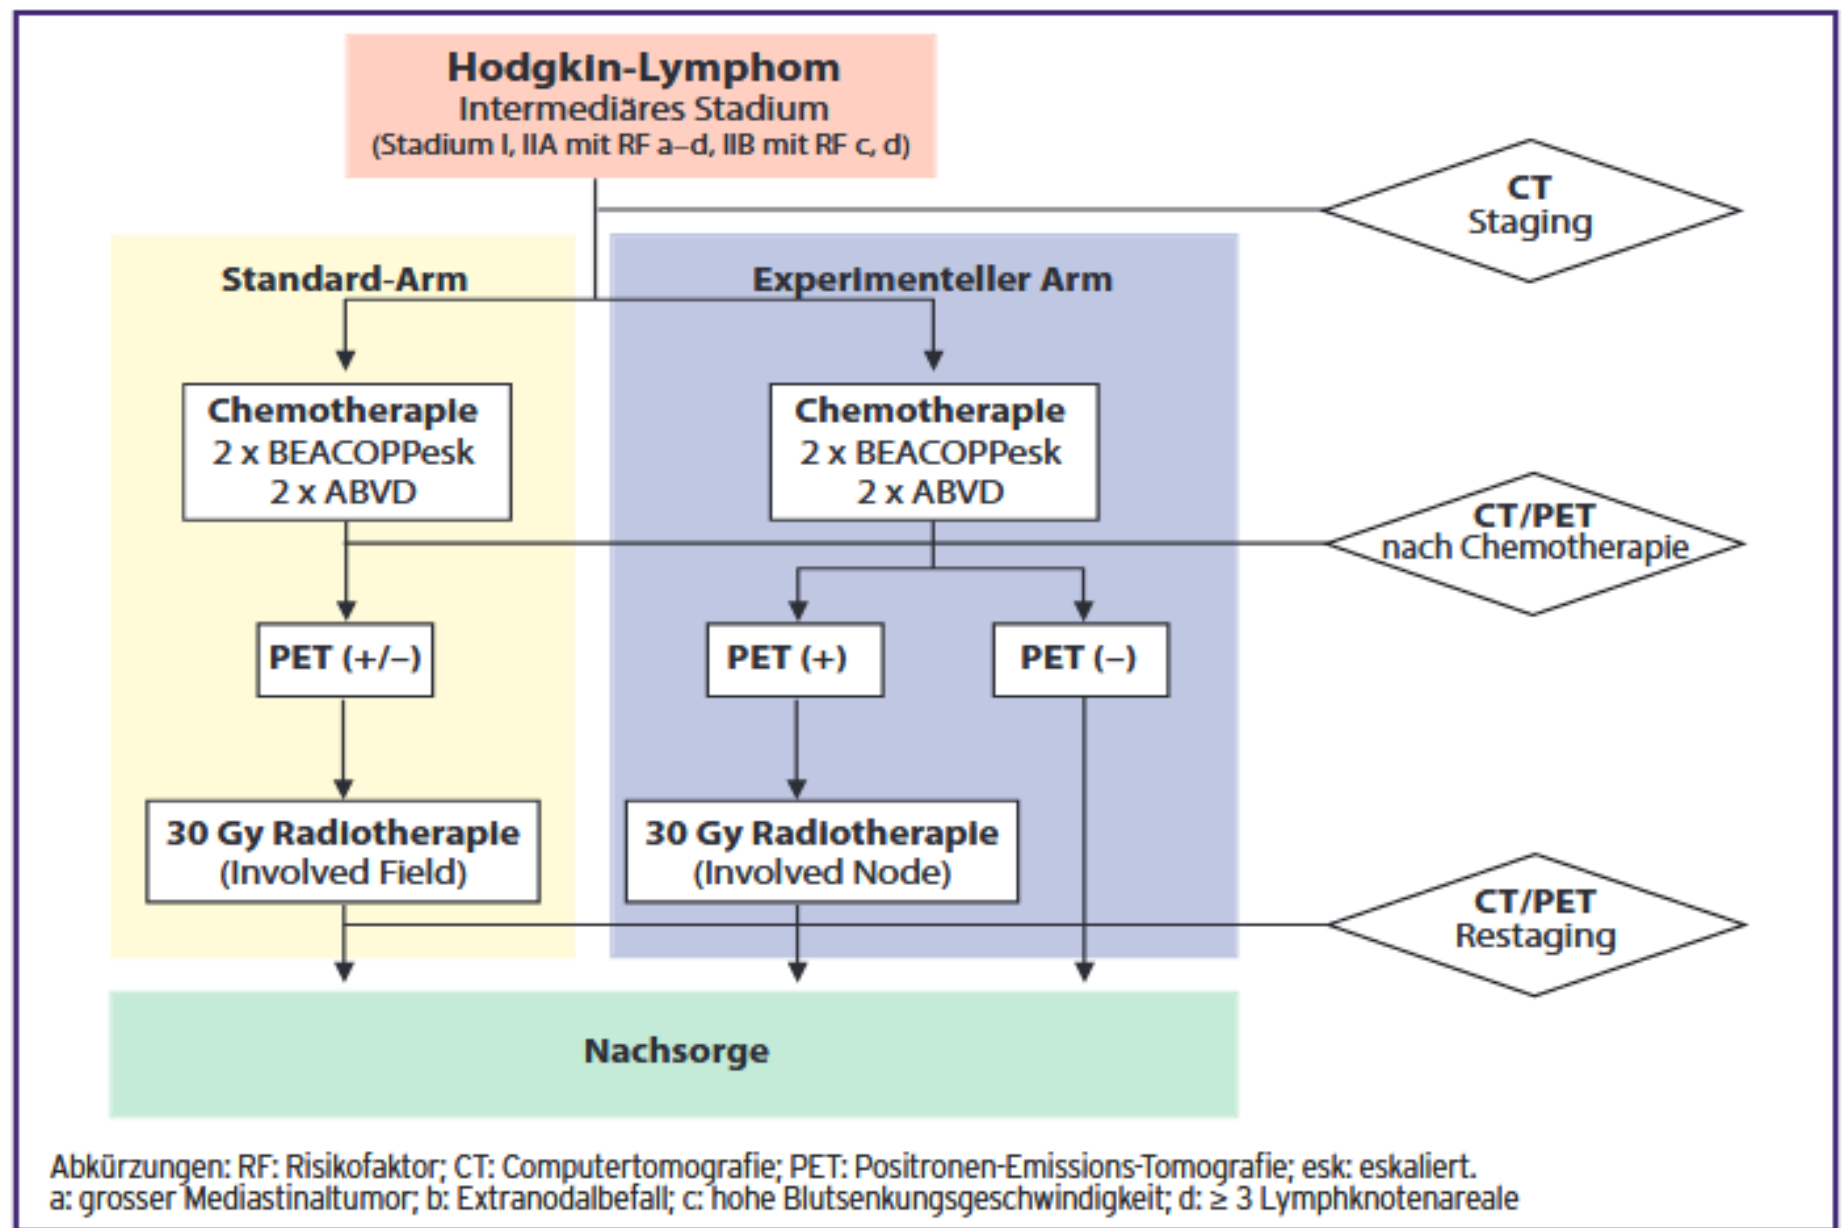 Hodgkin-Lymphom
Intermediäres Stadium
(Stadium I, IIA mit RF a–d, IIB mit RF c, d)
CT
Staging
Standard-Arm
Experimenteller Arm
Chemotherapie
2 x BEACOPPesk
2 x ABVD
Chemotherapie
2 x BEACOPPesk
2 x ABVD
CT/PET
nach Chemotherapie
PET (+/–)
PET (+)
PET (–)
30 Gy Radiotherapie
(Involved Field)
30 Gy Radiotherapie
(Involved Node)
CT/PET
Restaging
Nachsorge
Abkürzungen: RF: Risikofaktor; CT: Computertomografie; PET: Positronen-Emissions-Tomografie; esk: eskaliert.
a: grosser Mediastinaltumor; b: Extranodalbefall; c: hohe Blutsenkungsgeschwindigkeit; d: ≥ 3 Lymphknotenareale